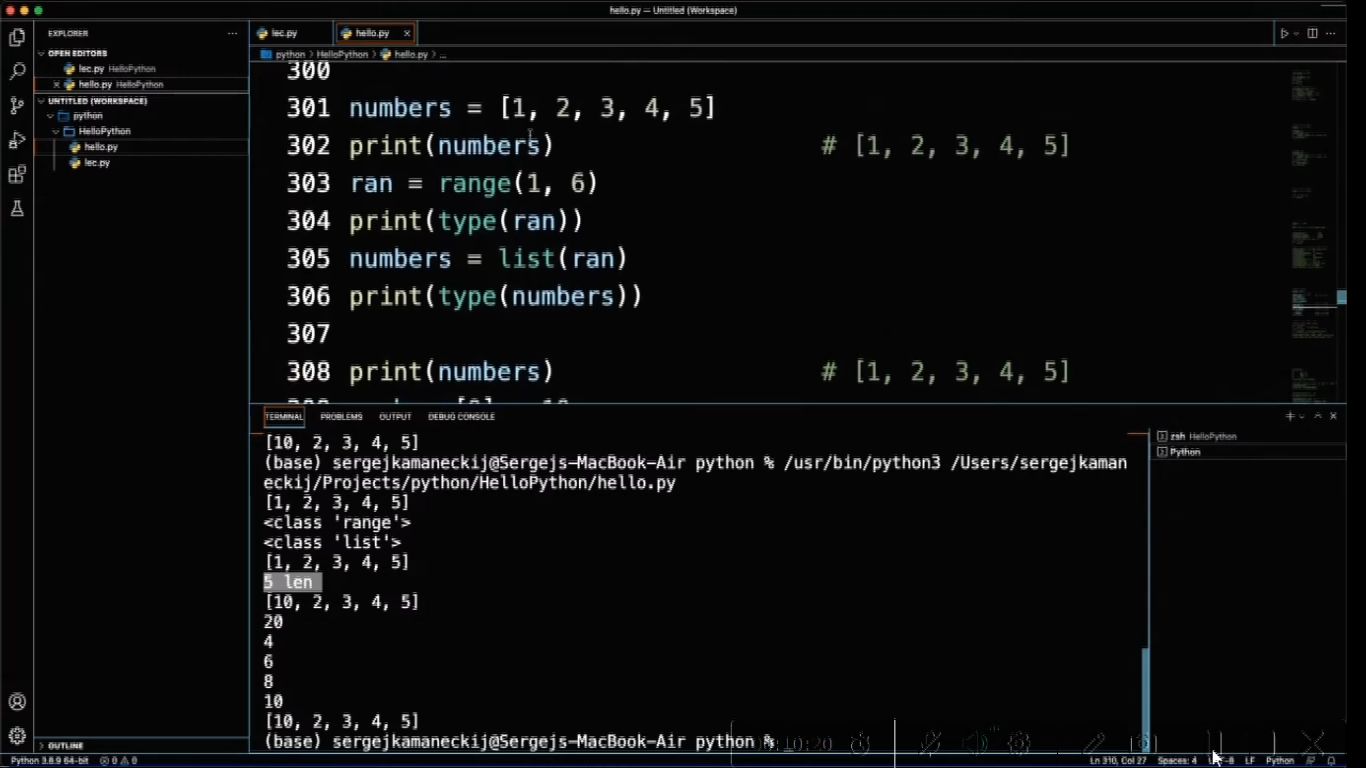 hello.py — Untitled (Workspace)
EXPLORER
OPEN EDITORS
lec.py HelloPython
hello.py HelloPython
UNTITLED (WORKSPACE)
python
HelloPython
hello.py
lec.py
OUTLINE
lec.py
hello.py
python > HelloPython > hello.py > ...
300
301 numbers = [1, 2, 3, 4, 5]
302 print(numbers) # [1, 2, 3, 4, 5]
303 ran = range(1, 6)
304 print(type(ran))
305 numbers = list(ran)
306 print(type(numbers))
307
308 print(numbers) # [1, 2, 3, 4, 5]
TERMINAL PROBLEMS OUTPUT DEBUG CONSOLE
[10, 2, 3, 4, 5]
(base) sergejkamaneckij@Sergejs-MacBook-Air python % /usr/bin/python3 /Users/sergejkaman
eckij/Projects/python/HelloPython/hello.py
[1, 2, 3, 4, 5]
<class 'range'>
<class 'list'>
[1, 2, 3, 4, 5]
5 len
[10, 2, 3, 4, 5]
20
4
6
8
10
[10, 2, 3, 4, 5]
(base) sergejkamaneckij@Sergejs-MacBook-Air python %
zsh HelloPython
Python
Python 3.8.9 64-bit 0 0
Ln 310, Col 27 Spaces: 4 UTF-8 LF Python